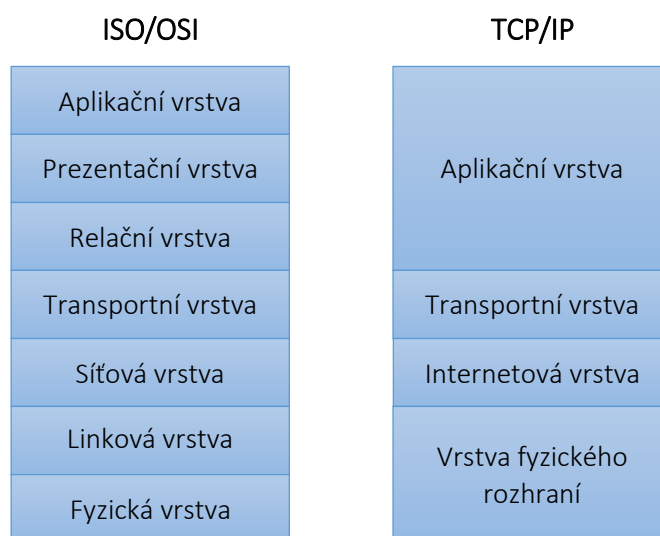 ISO/OSI
Aplikační vrstva
Prezentační vrstva
Relační vrstva
Transportní vrstva
Síťová vrstva
Linková vrstva
Fyzická vrstva
TCP/IP
Aplikační vrstva
Transportní vrstva
Internetová vrstva
Vrstva fyzického
rozhraní